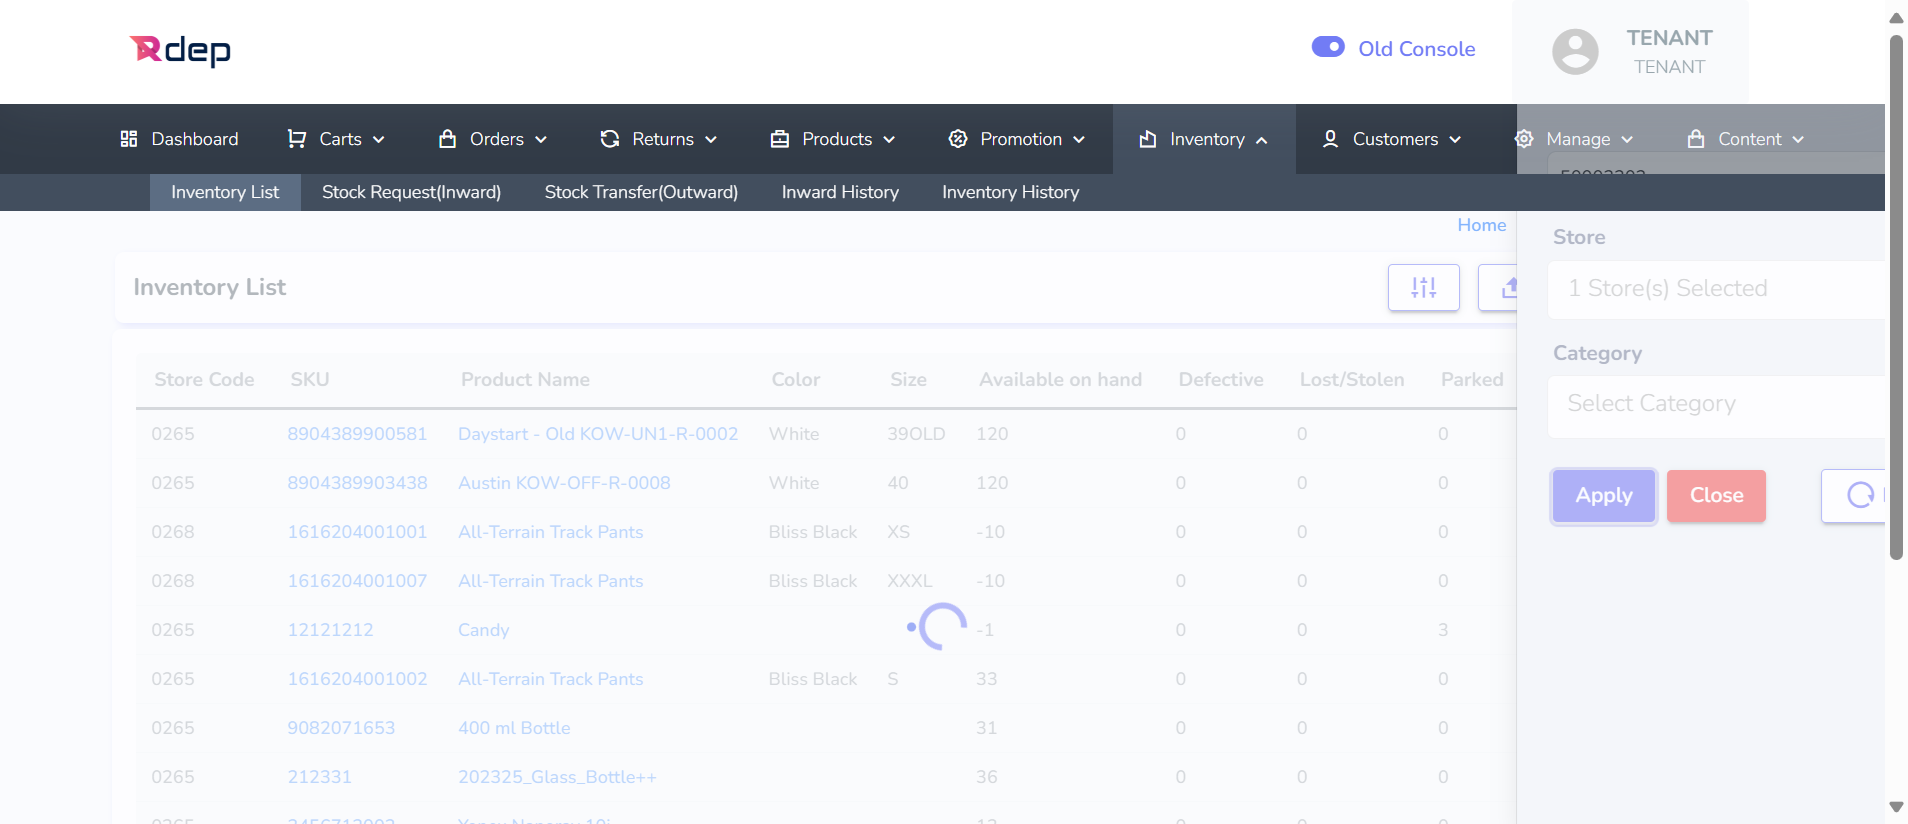 Rdep
Old Console
TENANT
TENANT
Dashboard Carts Orders Returns Products Promotion Inventory Customers Manage Content
Inventory List Stock Request(Inward) Stock Transfer(Outward) Inward History Inventory History
Home
Store
Inventory List
1 Store(s) Selected
Category
Store Code SKU Product Name Color Size Available on hand Defective Lost/Stolen Parked
Select Category
0265 8904389900581 Daystart - Old KOW-UN1-R-0002 White 39OLD 120 0 0 0
0265 8904389903438 Austin KOW-OFF-R-0008 White 40 120 0 0 0
Apply Close
0268 1616204001001 All-Terrain Track Pants Bliss Black XS -10 0 0 0
0268 1616204001007 All-Terrain Track Pants Bliss Black XXXL -10 0 0 0
0265 12121212 Candy -1 0 0 3
0265 1616204001002 All-Terrain Track Pants Bliss Black S 33 0 0 0
0265 9082071653 400 ml Bottle 31 0 0 0
0265 212331 202325_Glass_Bottle++ 36 0 0 0